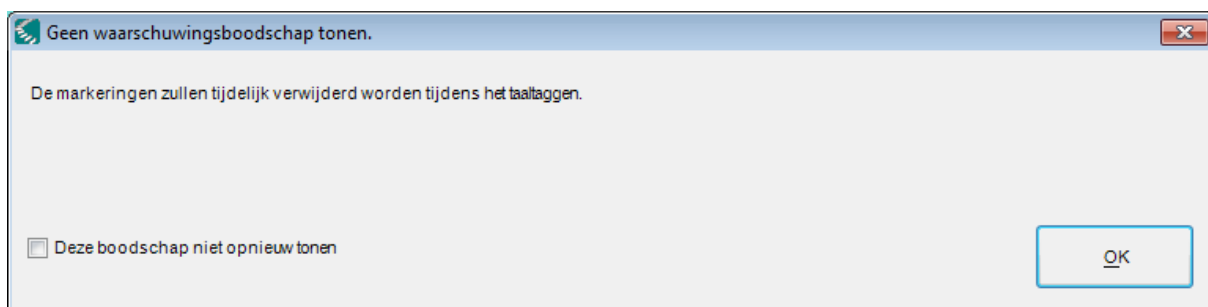 Geen waarschuwingsboodschap tonen.
De markeringen zullen tijdelijk verwijderd worden tijdens het taaltaggen.
Deze boodschap niet opnieuw tonen
OK